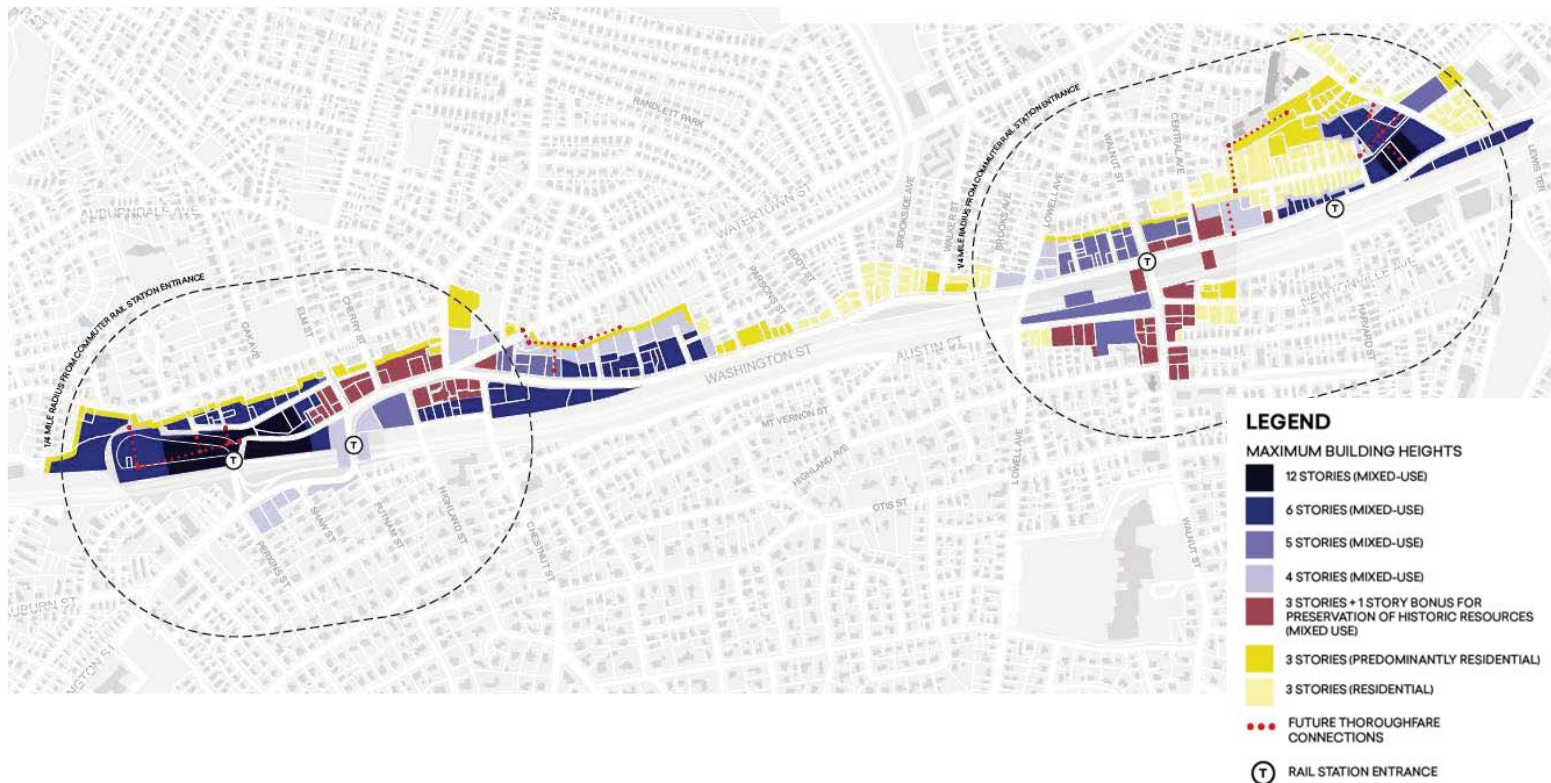 RANDLETT PARK
1/4 MILE RADIUS FROM COMMUTER RAIL STATION ENTRANCE
CENTRAL AVE
WALNUT ST
LOWELL AVE
BROOKS AVE
WALKER ST
BROOKSIDE AVE
LEWIS TER
AUBURNDALE AVE
WATERTOWN
EDDY ST
PARSONS ST
1/4 MILE RADIUS FROM COMMUTER RAIL STATION ENTRANCE
OAK AVE
ELM ST
CHERRY ST
T
T
NEWTONVILLE AVE
HARVARD ST
WASHINGTON ST
AUSTIN CT
MT VERNON ST
HIGHLAND AVE
OTIS ST
LOWELL AVE
WALNUT ST
T
T
PERKINS ST
SHAW ST
PUTNAM ST
HIGHLAND ST
CHESTNUT ST
UBURN ST
NGTON ST
LEGEND
MAXIMUM BUILDING HEIGHTS
12 STORIES (MIXED-USE)
6 STORIES (MIXED-USE)
5 STORIES (MIXED-USE)
4 STORIES (MIXED-USE)
3 STORIES + 1 STORY BONUS FOR
PRESERVATION OF HISTORIC RESOURCES
(MIXED USE)
3 STORIES (PREDOMINANTLY RESIDENTIAL)
3 STORIES (RESIDENTIAL)
FUTURE THOROUGHFARE
CONNECTIONS
T RAIL STATION ENTRANCE